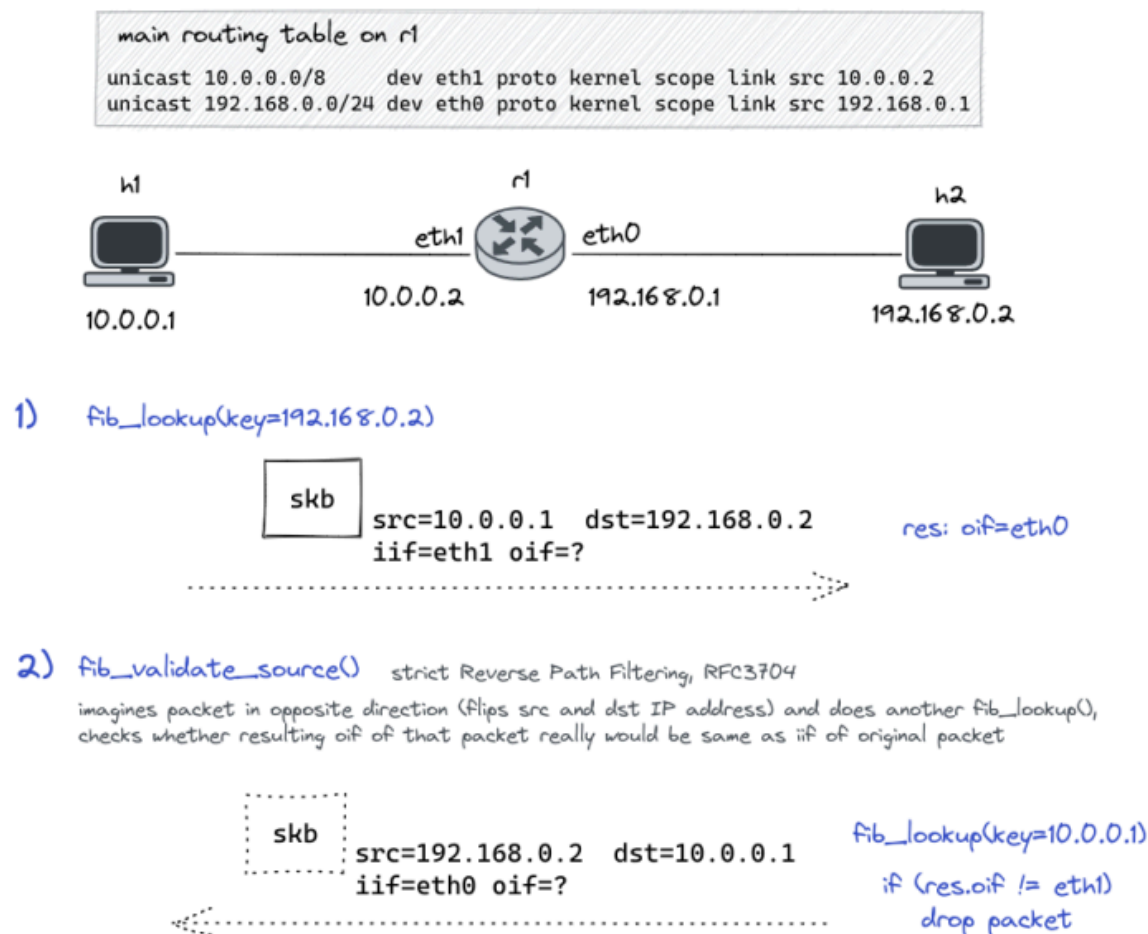 main routing table on r1
unicast 10.0.0.0/8 dev eth1 proto kernel scope link src 10.0.0.2
unicast 192.168.0.0/24 dev eth0 proto kernel scope link src 192.168.0.1
h1
r1
h2
eth1
eth0
10.0.0.1
10.0.0.2
192.168.0.1
192.168.0.2
1) fib_lookup(key=192.168.0.2)
skb
src=10.0.0.1 dst=192.168.0.2
iif=eth1 oif=?
res: oif=eth0
2) fib_validate_source() strict Reverse Path Filtering, RFC3704
imagines packet in opposite direction (flips src and dst IP address) and does another fib_lookup(),
checks whether resulting oif of that packet really would be same as iif of original packet
skb
src=192.168.0.2 dst=10.0.0.1
iif=eth0 oif=?
fib_lookup(key=10.0.0.1)
if (res.oif != eth1)
drop packet